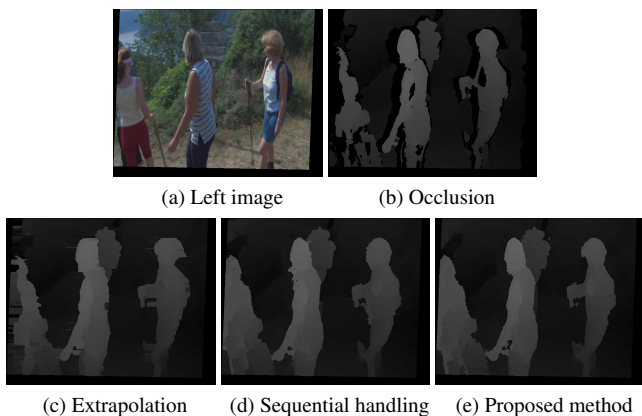 (a) Left image
(b) Occlusion
(c) Extrapolation
(d) Sequential handling
(e) Proposed method